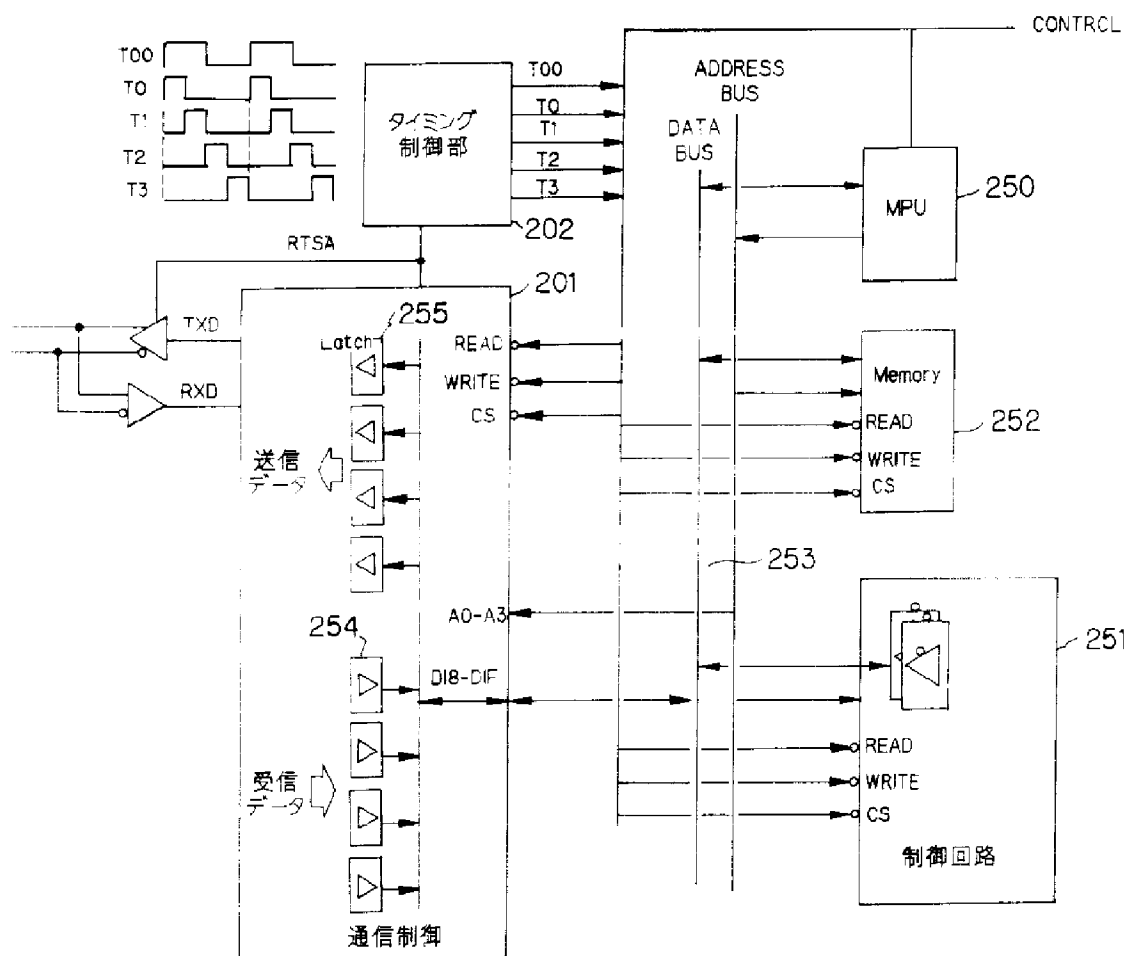 CONTRCL
T00
T0
T1
T2
T3
タイミング
制御部
T00
T0
T1
T2
T3
202
ADDRESS
BUS
DATA
BUS
MPU
250
RTSA
201
TXD
RXD
Latch
255
READ
WRITE
CS
送信
データ
Memory
READ
WRITE
CS
252
253
A0-A3
254
DI8-DIF
受信
データ
通信制御
251
READ
WRITE
CS
制御回路